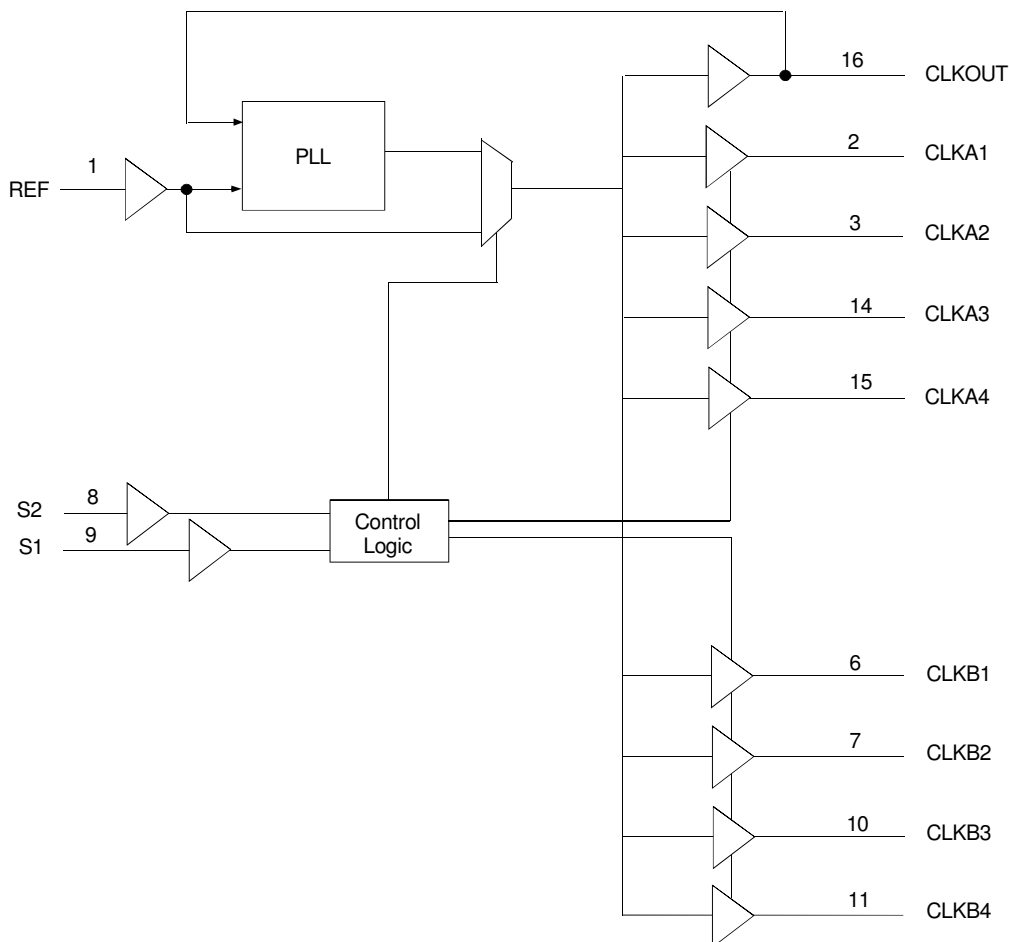 16 CLKOUT
PLL
1
REF
2 CLKA1
3 CLKA2
14 CLKA3
15 CLKA4
S2 8
S1 9
Control
Logic
6 CLKB1
7 CLKB2
10 CLKB3
11 CLKB4